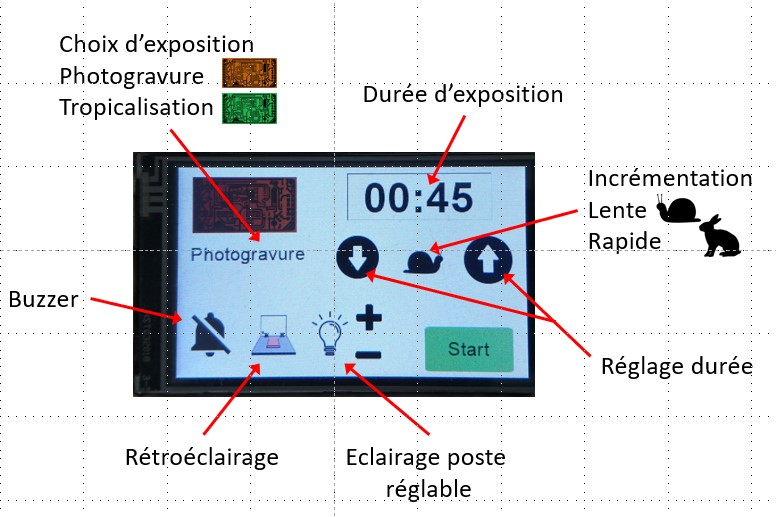 Choix d'exposition
Photogravure
Tropicalisation
Durée d'exposition
Incrémentation
Lente
Rapide
00:45
Photogravure
Buzzer
Start
Réglage durée
Rétroéclairage
Eclairage poste
réglable